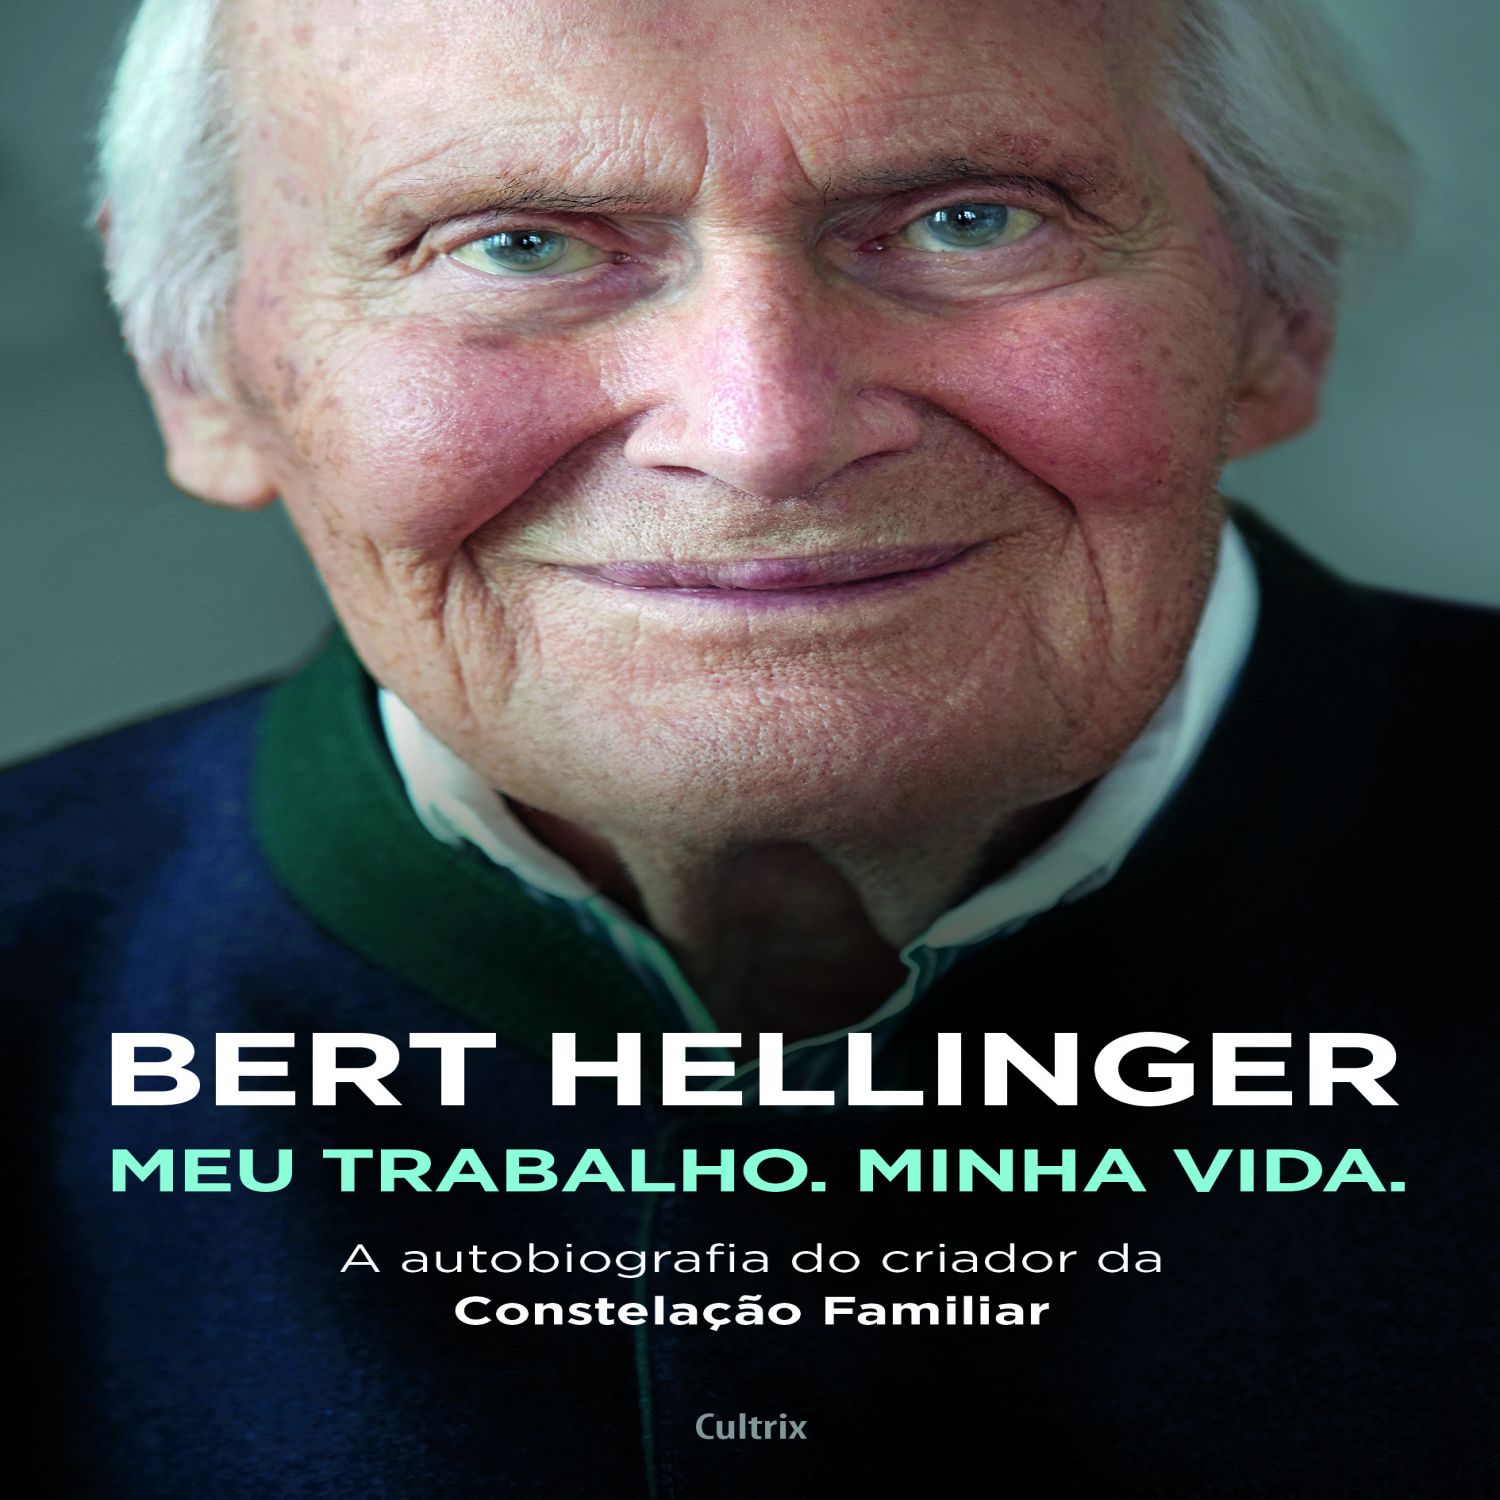 BERT HELLINGER
MEU TRABALHO. MINHA VIDA.
A autobiografia do criador da
Constelação Familiar
Cultrix